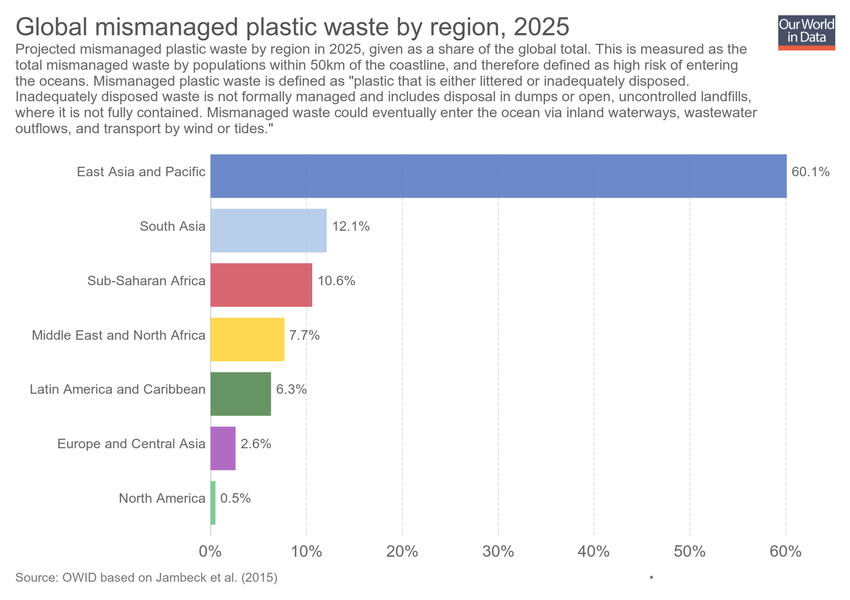 Global mismanaged plastic waste by region, 2025
Our World
in Data
Projected mismanaged plastic waste by region in 2025, given as a share of the global total. This is measured as the
total mismanaged waste by populations within 50km of the coastline, and therefore defined as high risk of entering
the oceans. Mismanaged plastic waste is defined as "plastic that is either littered or inadequately disposed.
Inadequately disposed waste is not formally managed and includes disposal in dumps or open, uncontrolled landfills,
where it is not fully contained. Mismanaged waste could eventually enter the ocean via inland waterways, wastewater
outflows, and transport by wind or tides."
East Asia and Pacific 60.1%
South Asia 12.1%
Sub-Saharan Africa 10.6%
Middle East and North Africa 7.7%
Latin America and Caribbean 6.3%
Europe and Central Asia 2.6%
North America 0.5%
0% 10% 20% 30% 40% 50% 60%
Source: OWID based on Jambeck et al. (2015) •